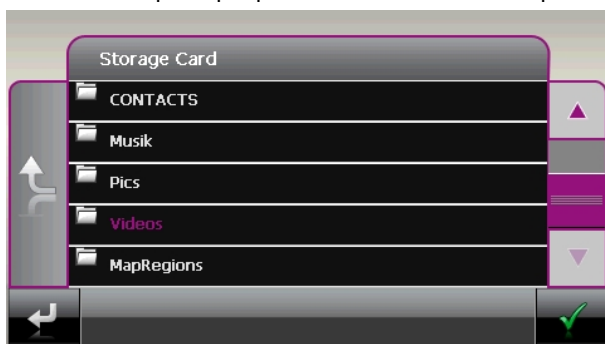 Storage Card
CONTACTS
Musik
Pics
Videos
MapRegions